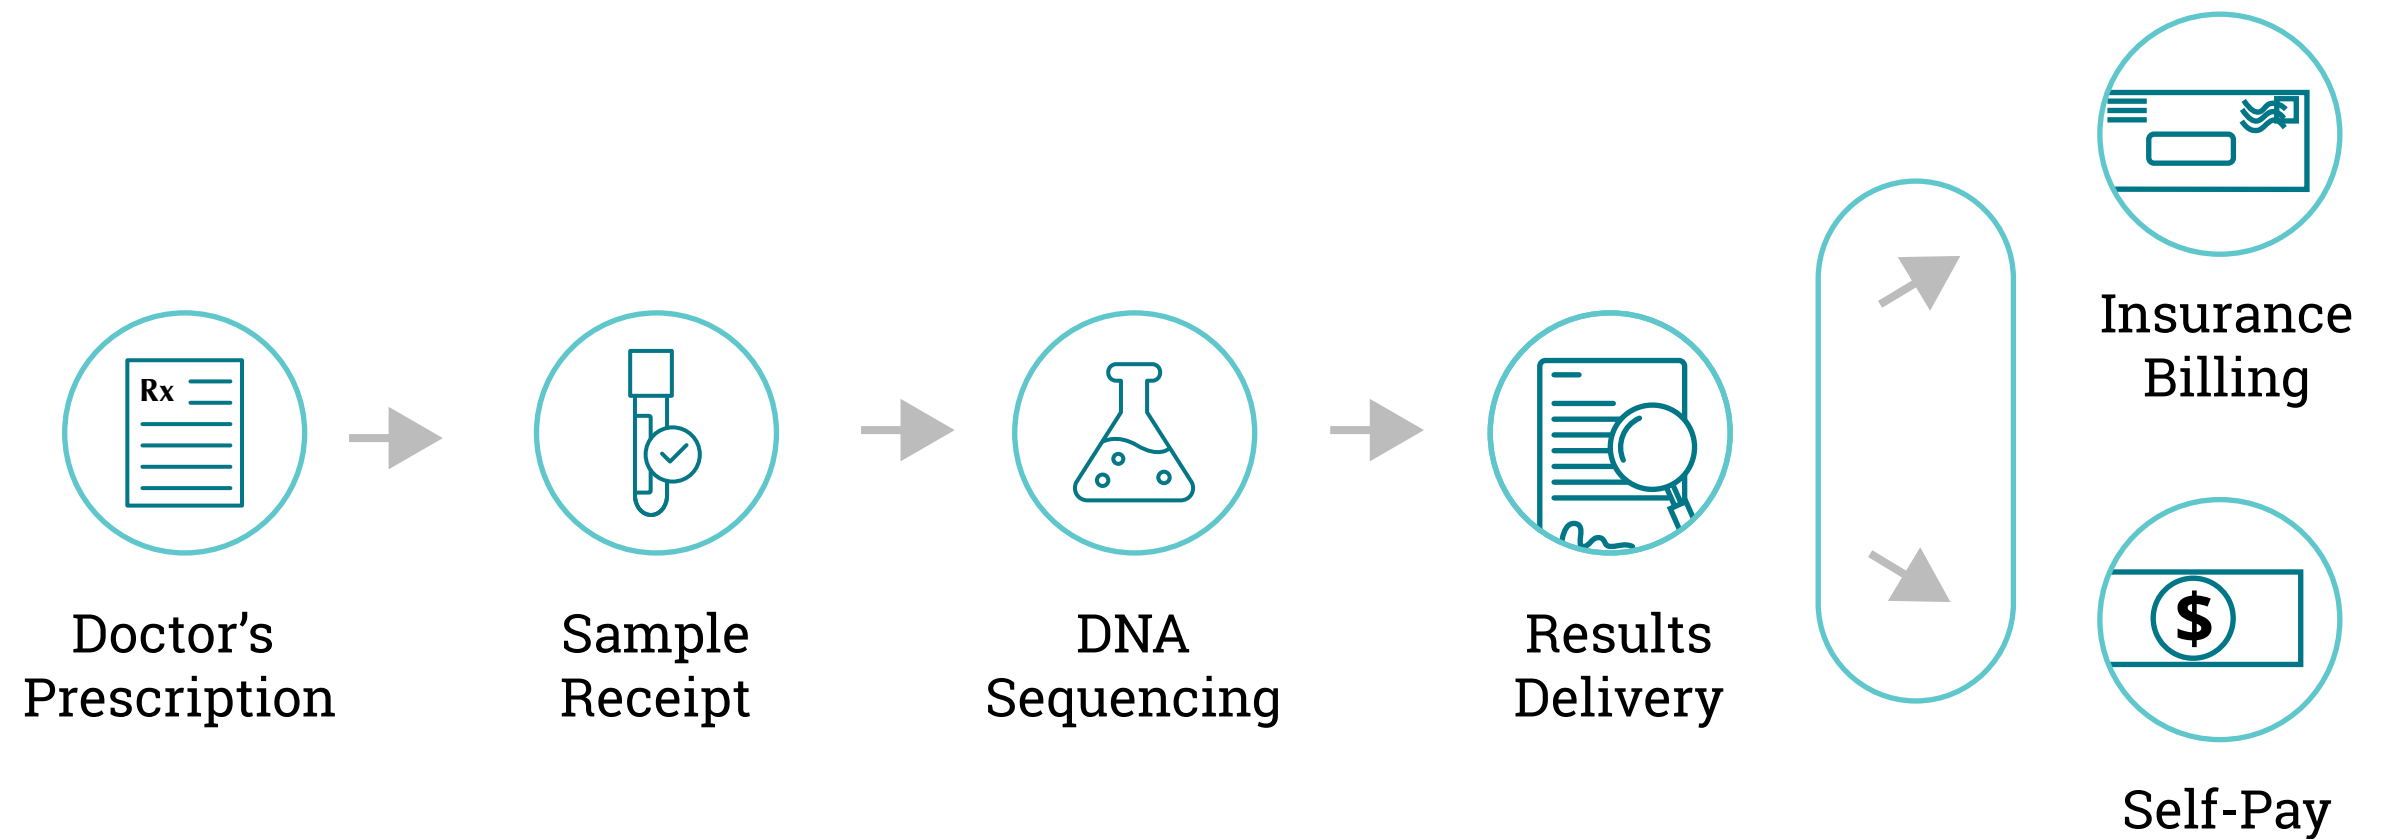 Rx
Doctor’s
Prescription
Sample
Receipt
DNA
Sequencing
Results
Delivery
Insurance
Billing
$
Self-Pay